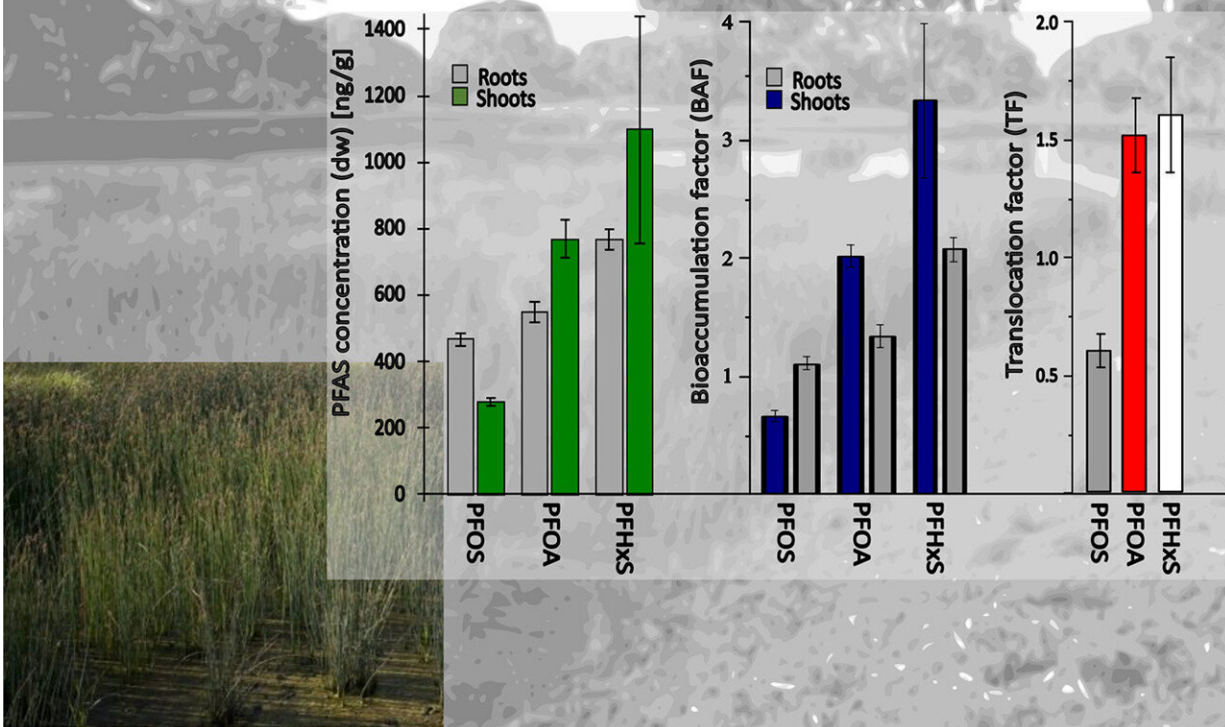 PFAS concentration (dw) [ng/g]
1400
1200
1000
800
600
400
200
0
Roots
Shoots
PFOS
PFOA
PFHxS
Bioaccumulation factor (BAF)
4
3
2
1
Roots
Shoots
PFOS
PFOA
PFHxS
Translocation factor (TF)
2.0
1.5
1.0
0.5
PFOS
PFOA
PFHxS